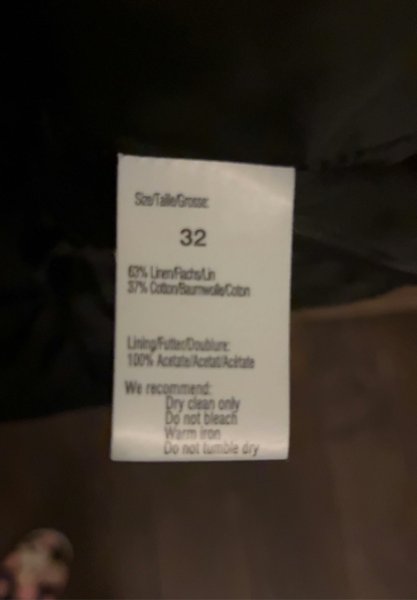 Size/Taille/Grosse:
32
63% Linen/Flachs/Lin
37% Cotton/Baumwolle/Coton
Lining/Futter/Doublure:
100% Acetate/Acetat/Acétate
We recommend:
Dry clean only
Do not bleach
Warm iron
Do not tumble dry